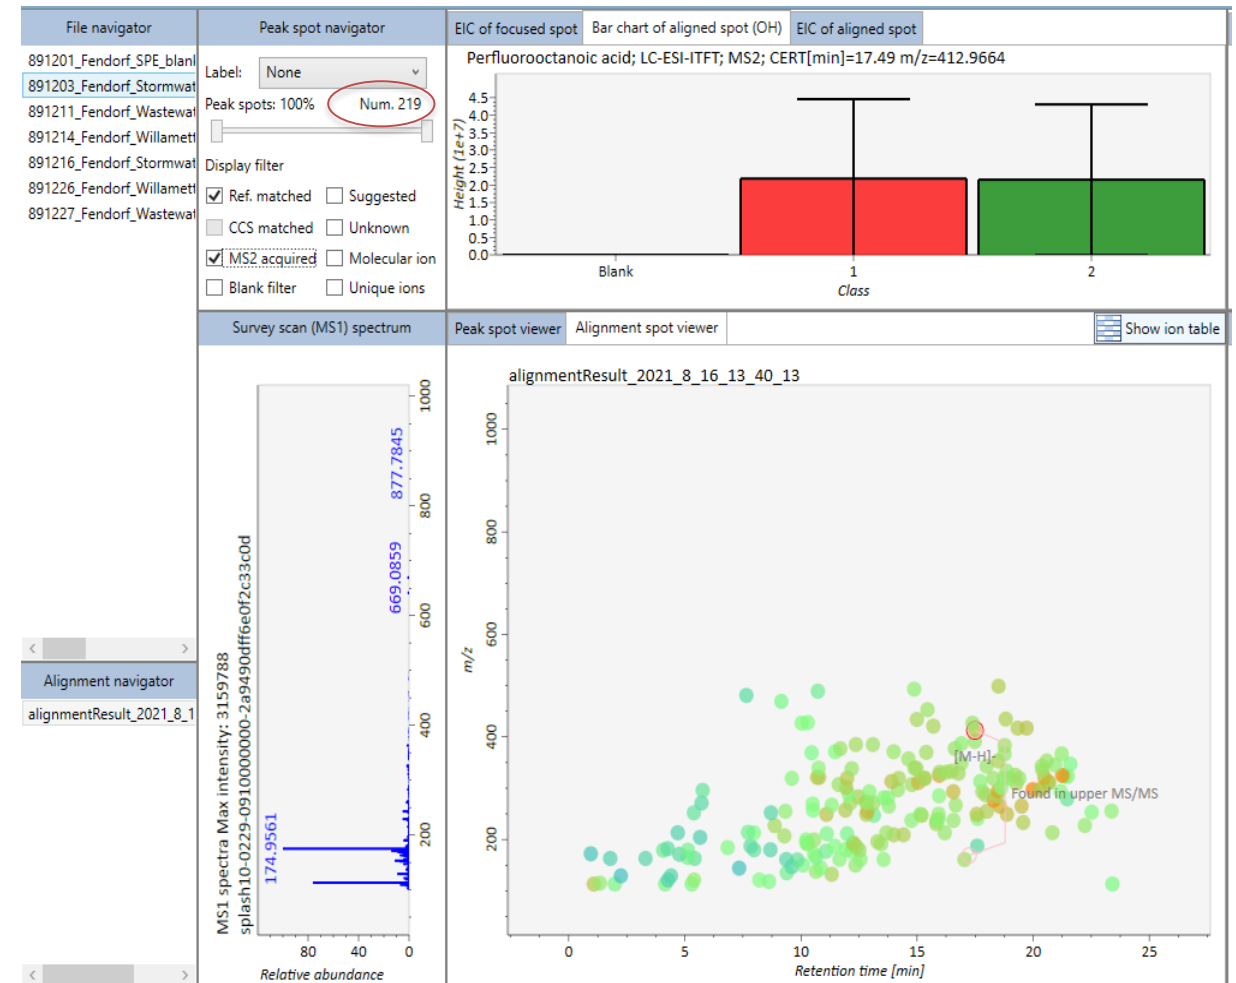 File navigator
891201_Fendorf_SPE_blank
891203_Fendorf_Stormwat
891211_Fendorf_Wastewat
891214_Fendorf_Willamett
891216_Fendorf_Stormwat
891226_Fendorf_Willamett
891227_Fendorf_Wastewat
Peak spot navigator
Label: None
Peak spots: 100% Num. 219
Display filter
Ref. matched Suggested
CCS matched Unknown
MS2 acquired Molecular ion
Blank filter Unique ions
EIC of focused spot Bar chart of aligned spot (OH) EIC of aligned spot
Perfluorooctanoic acid; LC-ESI-ITFT; MS2; CERT[min]=17.49 m/z=412.9664
Height (1e+7)
4.5
4.0
3.5
3.0
2.5
2.0
1.5
1.0
0.5
0.0
Blank 1 2
Class
Alignment navigator
alignmentResult_2021_8_1
Survey scan (MS1) spectrum
MS1 spectra Max intensity: 3159788
splash10-0229-0910000000-2a9490dff6e0f2c33c0d
174.9561
669.0859
877.7845
1000
800
600
400
200
80 40 0
Relative abundance
Peak spot viewer Alignment spot viewer Show ion table
alignmentResult_2021_8_16_13_40_13
m/z
1000
800
600
400
200
[M-H]-
Found in upper MS/MS
0 5 10 15 20 25
Retention time [min]